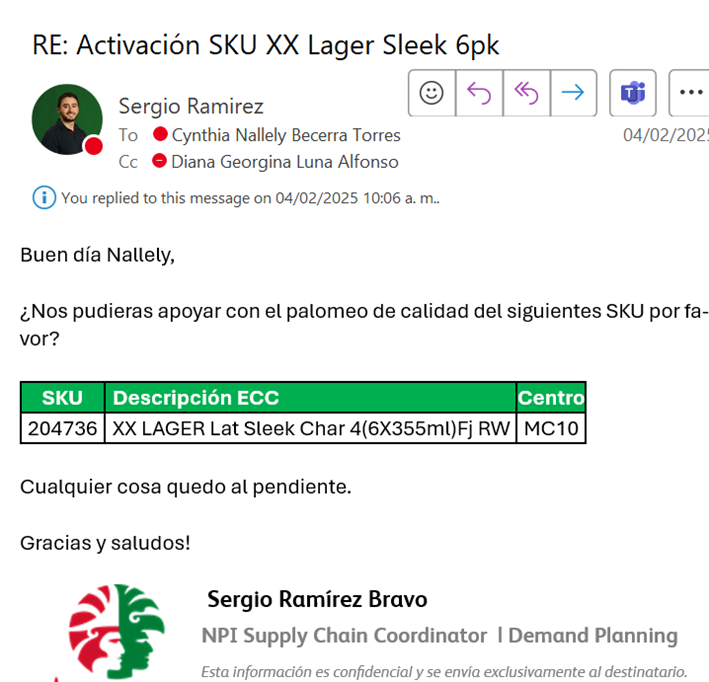 RE: Activación SKU XX Lager Sleek 6pk
Sergio Ramirez
To Cynthia Nallely Becerra Torres
04/02/2025
Cc Diana Georgina Luna Alfonso
You replied to this message on 04/02/2025 10:06 a. m..
Buen día Nallely,
¿Nos pudieras apoyar con el palomeo de calidad del siguientes SKU por fa-
vor?
SKU Descripción ECC Centro
204736 XX LAGER Lat Sleek Char 4(6X355ml)Fj RW MC10
Cualquier cosa quedo al pendiente.
Gracias y saludos!
Sergio Ramírez Bravo
NPI Supply Chain Coordinator | Demand Planning
Esta información es confidencial y se envía exclusivamente al destinatario.